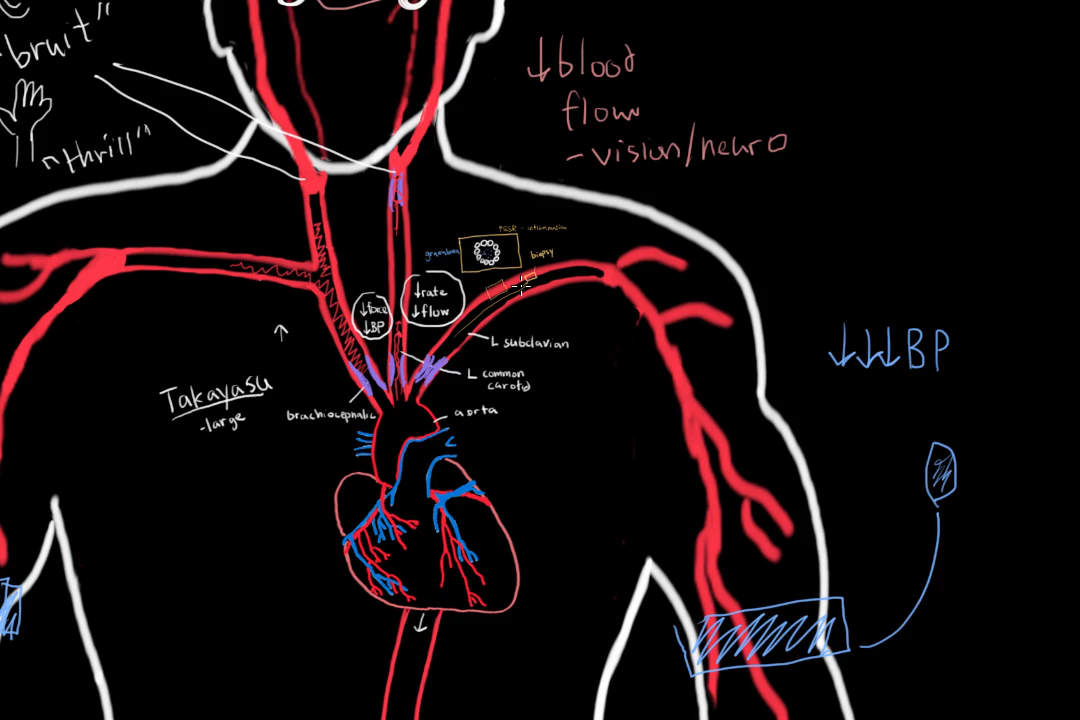 "bruit"
"thrill"
↓blood
flow
-vision/neuro
↑ESR - inflammation
granuloma
biopsy
↓rate
↓flow
↓force
↓BP
L subclavian
↓↓↓BP
L common
carotid
Takayasu
-large
brachiocephalic
aorta